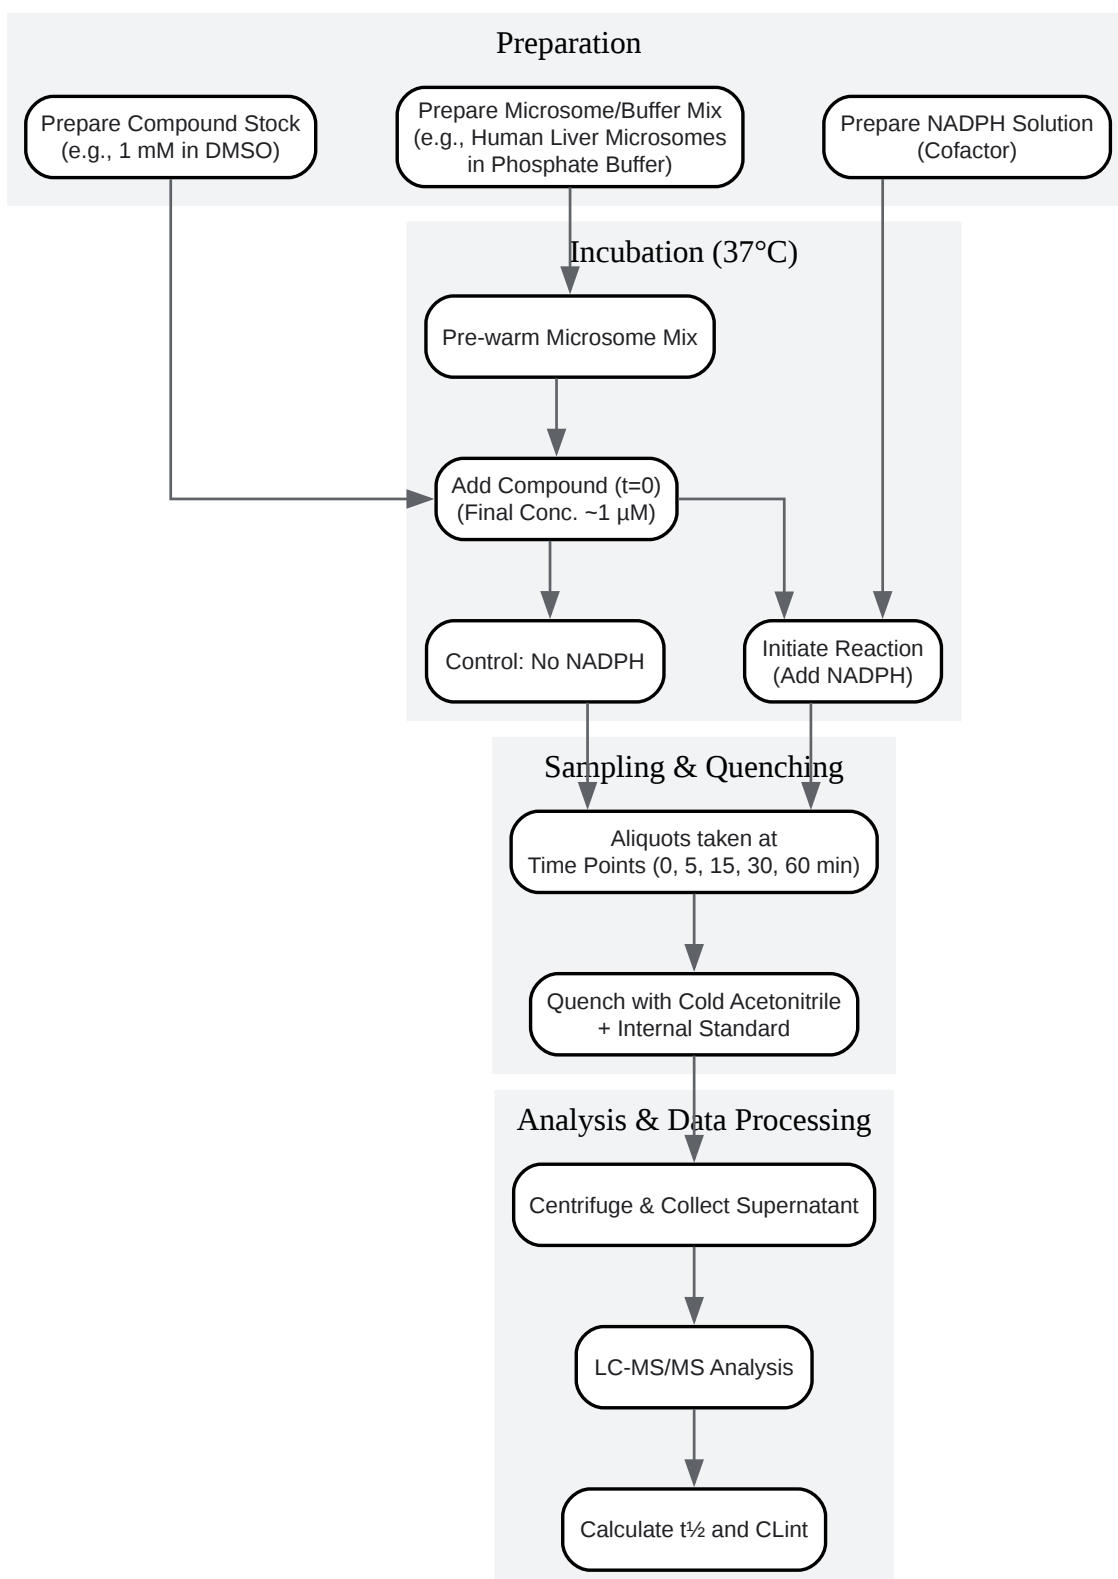 Preparation
Prepare Compound Stock
(e.g., 1 mM in DMSO)
Prepare Microsome/Buffer Mix
(e.g., Human Liver Microsomes
in Phosphate Buffer)
Prepare NADPH Solution
(Cofactor)
Incubation (37°C)
Pre-warm Microsome Mix
Add Compound (t=0)
(Final Conc. ~1 µM)
Control: No NADPH
Initiate Reaction
(Add NADPH)
Sampling & Quenching
Aliquots taken at
Time Points (0, 5, 15, 30, 60 min)
Quench with Cold Acetonitrile
+ Internal Standard
Analysis & Data Processing
Centrifuge & Collect Supernatant
LC-MS/MS Analysis
Calculate t½ and CLint